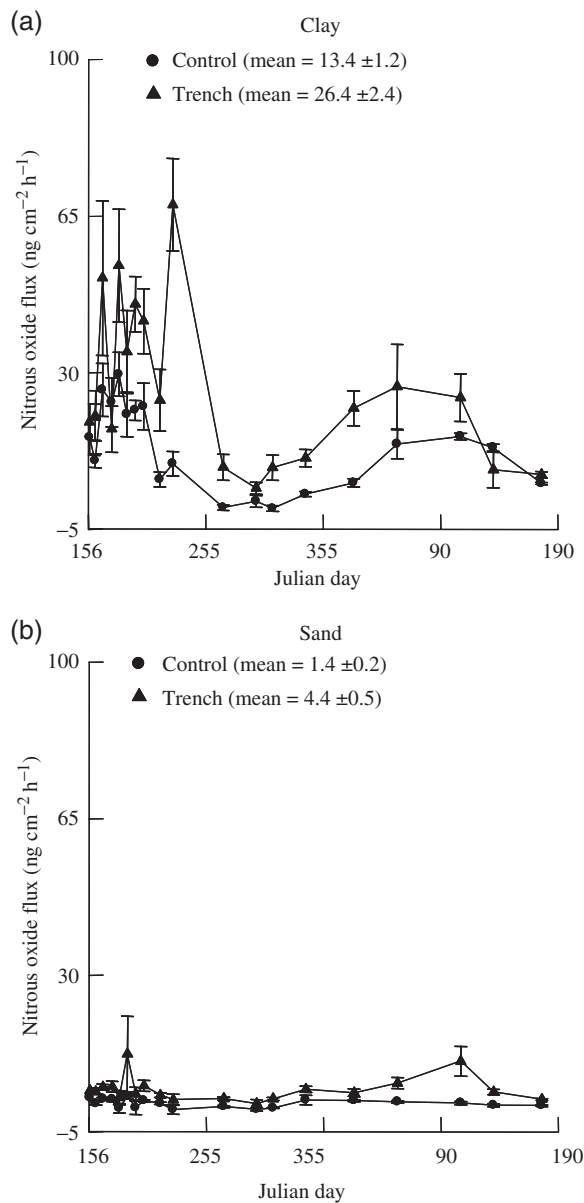 (a)
Clay
100
Control (mean = 13.4 ±1.2)
Trench (mean = 26.4 ±2.4)
65
30
−5
Nitrous oxide flux (ng cm⁻² h⁻¹)
156
255
355
90
190
Julian day
(b)
Sand
100
Control (mean = 1.4 ±0.2)
Trench (mean = 4.4 ±0.5)
65
30
−5
Nitrous oxide flux (ng cm⁻² h⁻¹)
156
255
355
90
190
Julian day